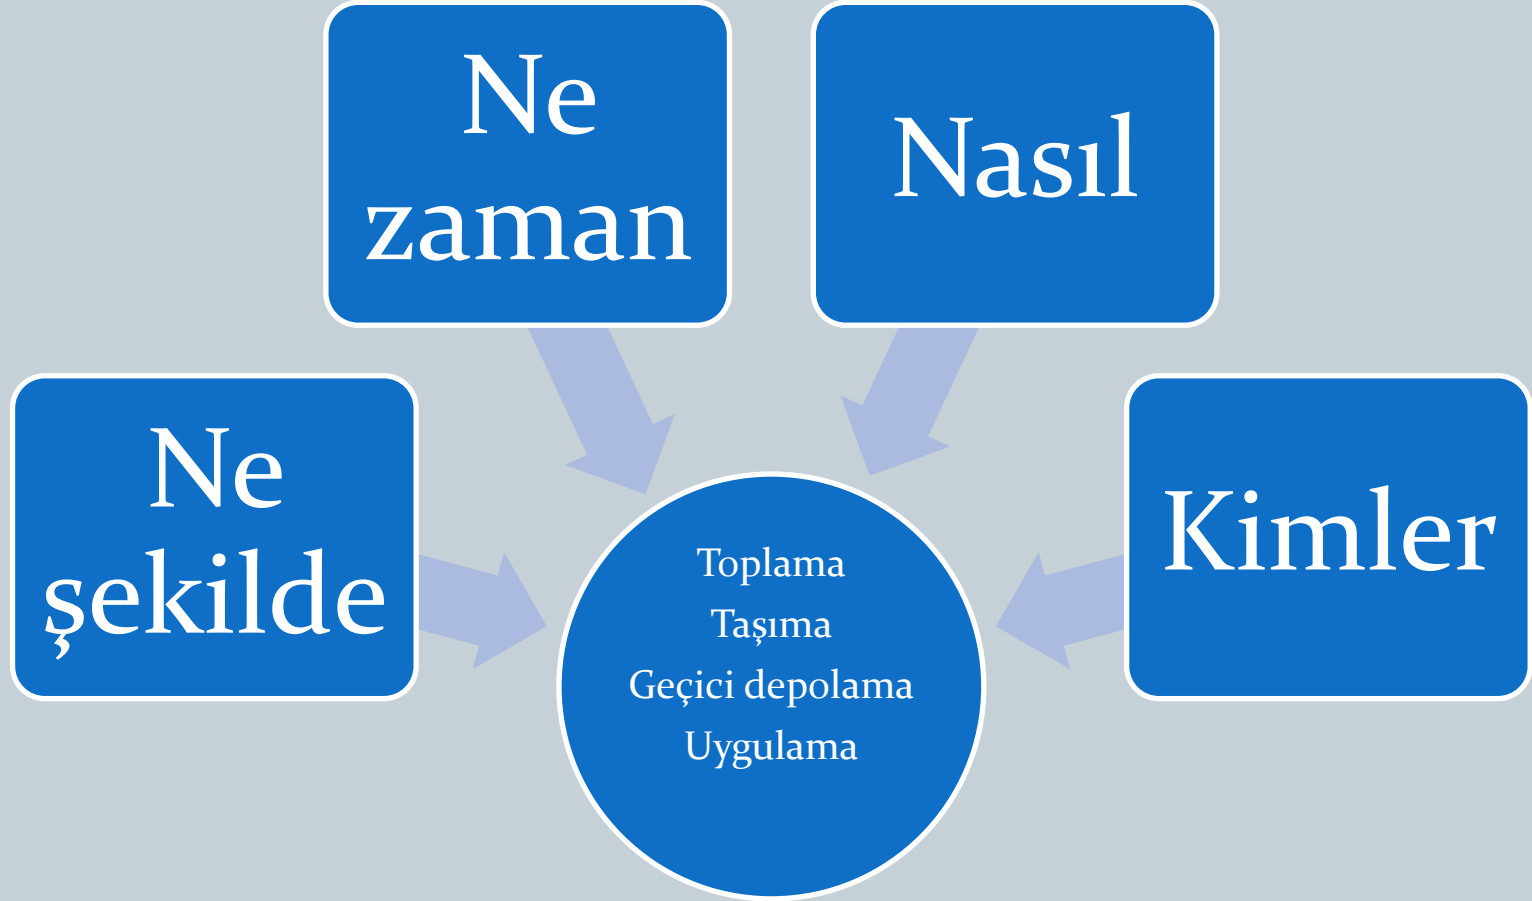 Ne
zaman
Nasıl
Ne
şekilde
Kimler
Toplama
Taşıma
Geçici depolama
Uygulama